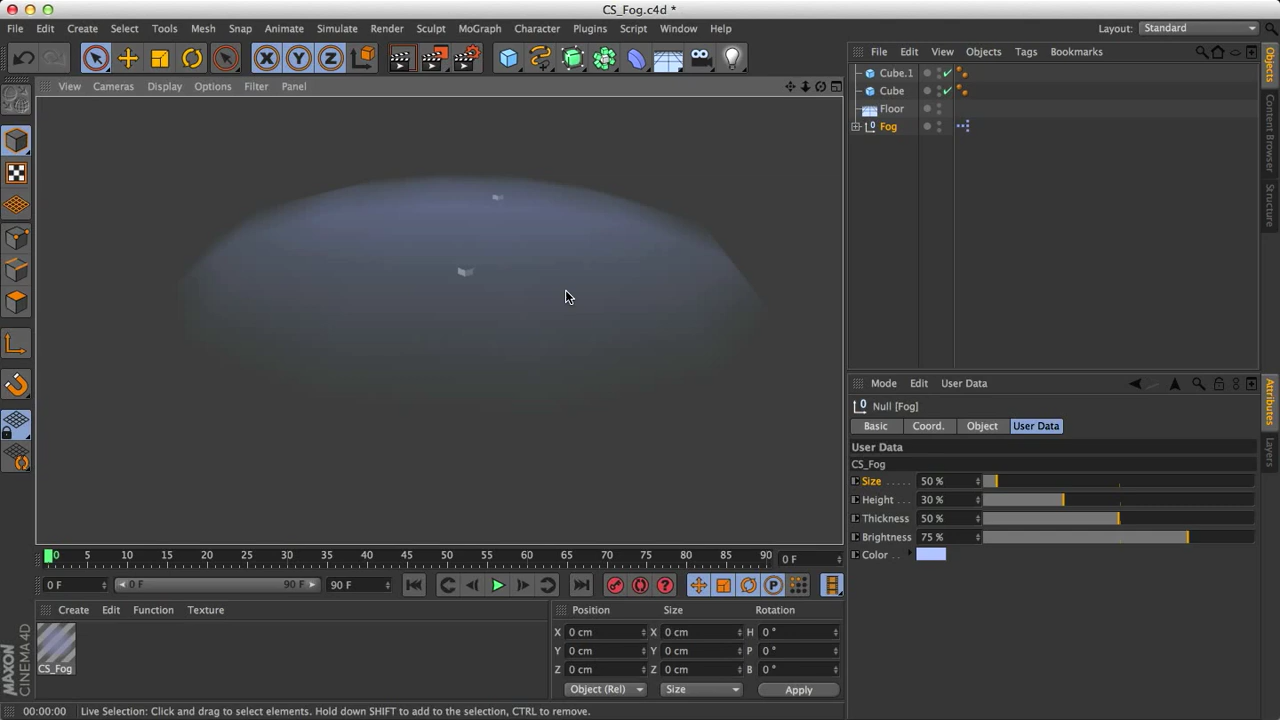 CS_Fog.c4d *
File Edit Create Select Tools Mesh Snap Animate Simulate Render Sculpt MoGraph Character Plugins Script Window Help Layout: Standard
File Edit View Objects Tags Bookmarks
View Cameras Display Options Filter Panel
Cube.1
Cube
Floor
Fog
Objects
Content Browser
Structure
Mode Edit User Data
Null [Fog]
Basic Coord. Object User Data
User Data
CS_Fog
Size 50 %
Height 30 %
Thickness 50 %
Brightness 75 %
Color
Attributes
Layers
0 5 10 15 20 25 30 35 40 45 50 55 60 65 70 75 80 85 90 0 F
0 F 0 F 90 F 90 F
Create Edit Function Texture
CS_Fog
Position Size Rotation
X 0 cm X 0 cm H 0 °
Y 0 cm Y 0 cm P 0 °
Z 0 cm Z 0 cm B 0 °
Object (Rel) Size Apply
MAXON CINEMA 4D
00:00:00 Live Selection: Click and drag to select elements. Hold down SHIFT to add to the selection, CTRL to remove.